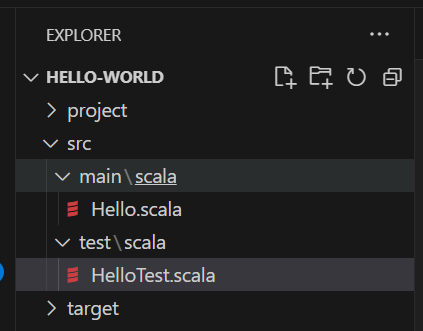 EXPLORER
HELLO-WORLD
project
src
main\scala
Hello.scala
test\scala
HelloTest.scala
target